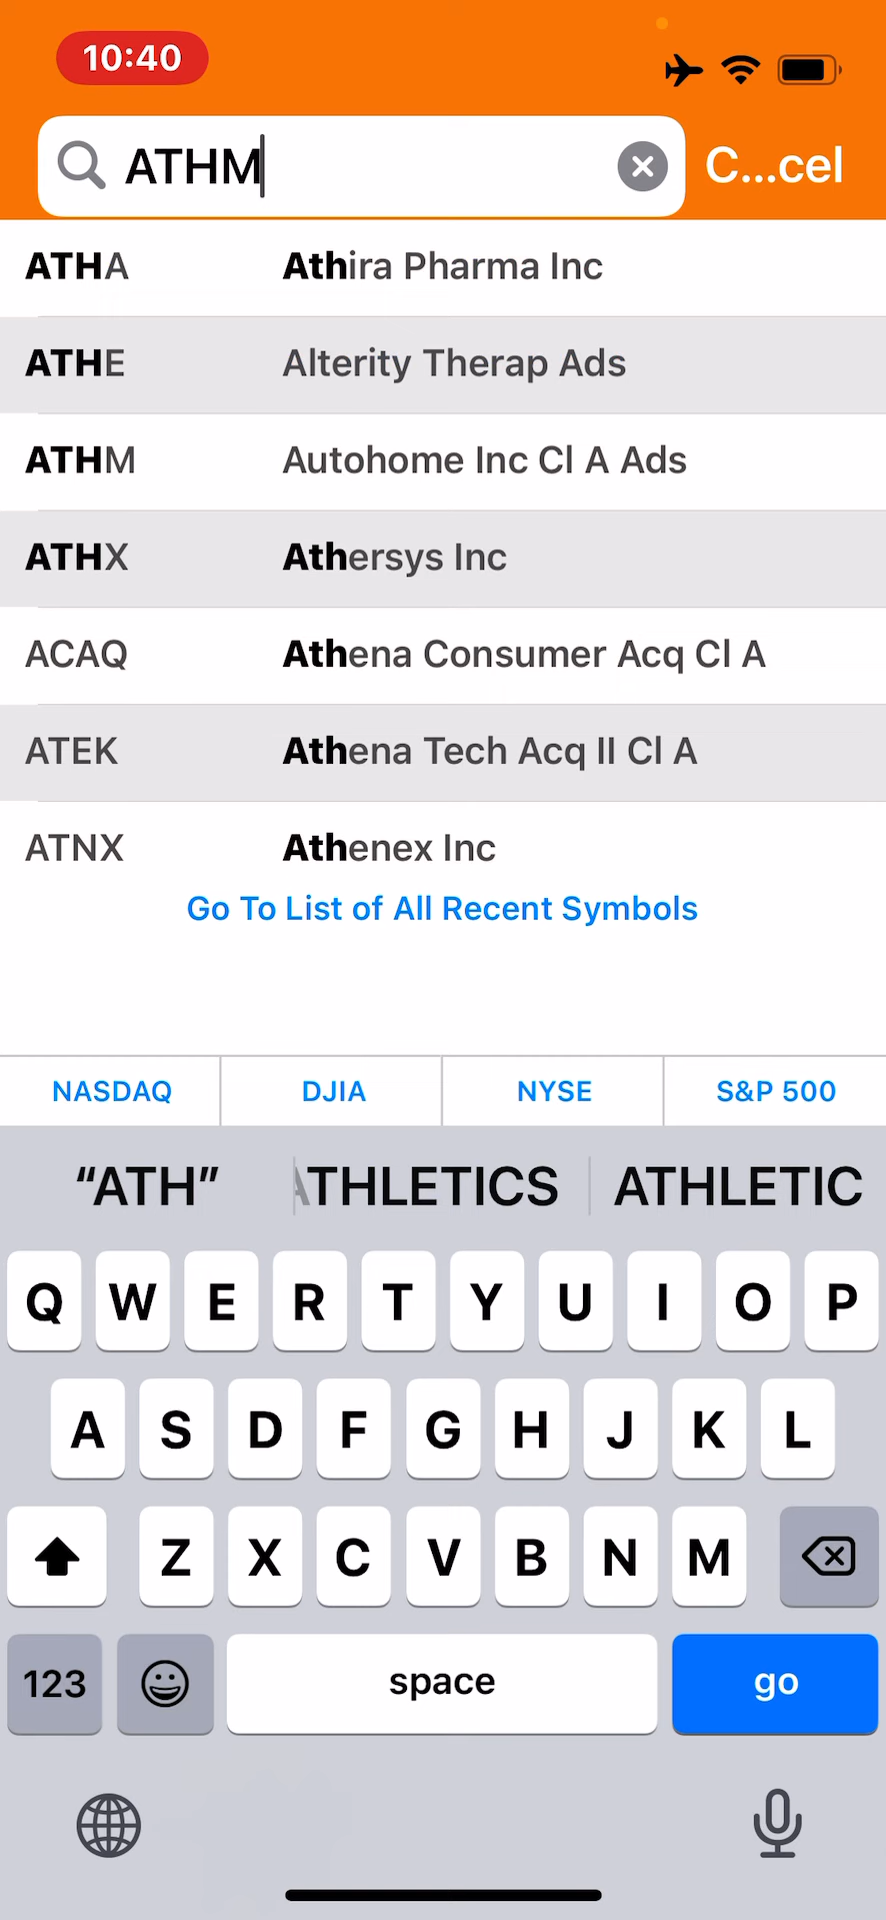 10:40
ATHM C...cel
ATHA Athira Pharma Inc
ATHE Alterity Therap Ads
ATHM Autohome Inc Cl A Ads
ATHX Athersys Inc
ACAQ Athena Consumer Acq Cl A
ATEK Athena Tech Acq II Cl A
ATNX Athenex Inc
Go To List of All Recent Symbols
NASDAQ DJIA NYSE S&P 500
“ATH” ATHLETICS ATHLETIC
Q W E R T Y U I O P
A S D F G H J K L
Z X C V B N M
123 space go